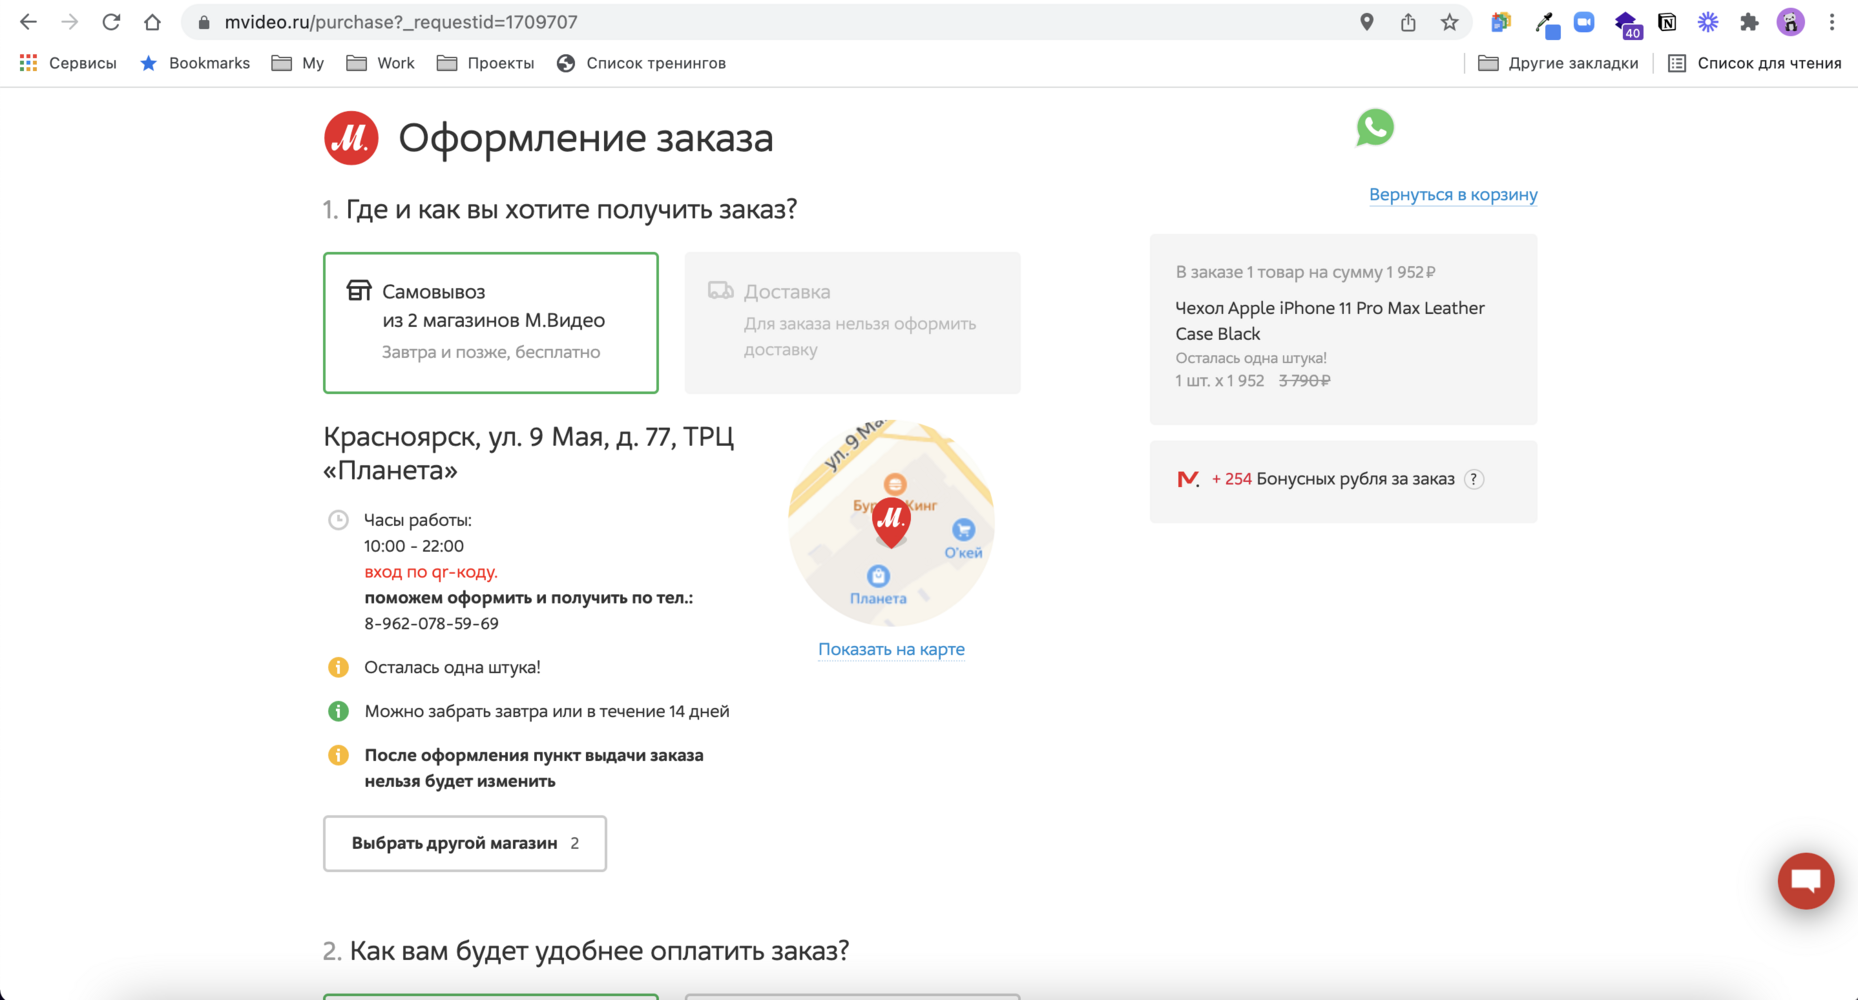 mvideo.ru/purchase?_requestid=1709707
40
Сервисы
Bookmarks
My
Work
Проекты
Список тренингов
Другие закладки
Список для чтения
м. Оформление заказа
Вернуться в корзину
1. Где и как вы хотите получить заказ?
Самовывоз
из 2 магазинов М.Видео
Завтра и позже, бесплатно
Доставка
Для заказа нельзя оформить
доставку
В заказе 1 товар на сумму 1 952 ₽
Чехол Apple iPhone 11 Pro Max Leather
Case Black
Осталась одна штука!
1 шт. x 1 952 3 790 ₽
м. + 254 Бонусных рубля за заказ ?
Красноярск, ул. 9 Мая, д. 77, ТРЦ
«Планета»
Часы работы:
10:00 - 22:00
вход по qr-коду.
поможем оформить и получить по тел.:
8-962-078-59-69
Осталась одна штука!
Можно забрать завтра или в течение 14 дней
После оформления пункт выдачи заказа
нельзя будет изменить
ул. 9 Ма
Бур Кинг
м.
О'кей
Планета
Показать на карте
Выбрать другой магазин 2
2. Как вам будет удобнее оплатить заказ?